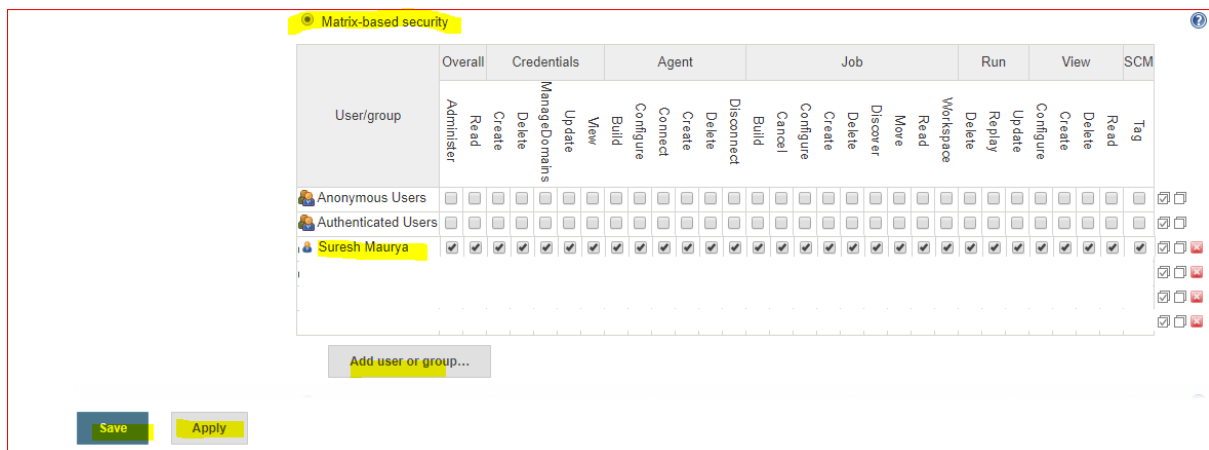 Matrix-based security
User/group Overall Credentials Agent Job Run View SCM
Administer Read Create Delete ManageDomains Update View Build Configure Connect Create Delete Disconnect Build Cancel Configure Create Delete Discover Move Read Workspace Delete Replay Update Configure Create Delete Read Tag
Anonymous Users
Authenticated Users
Suresh Maurya
Add user or group...
Save Apply